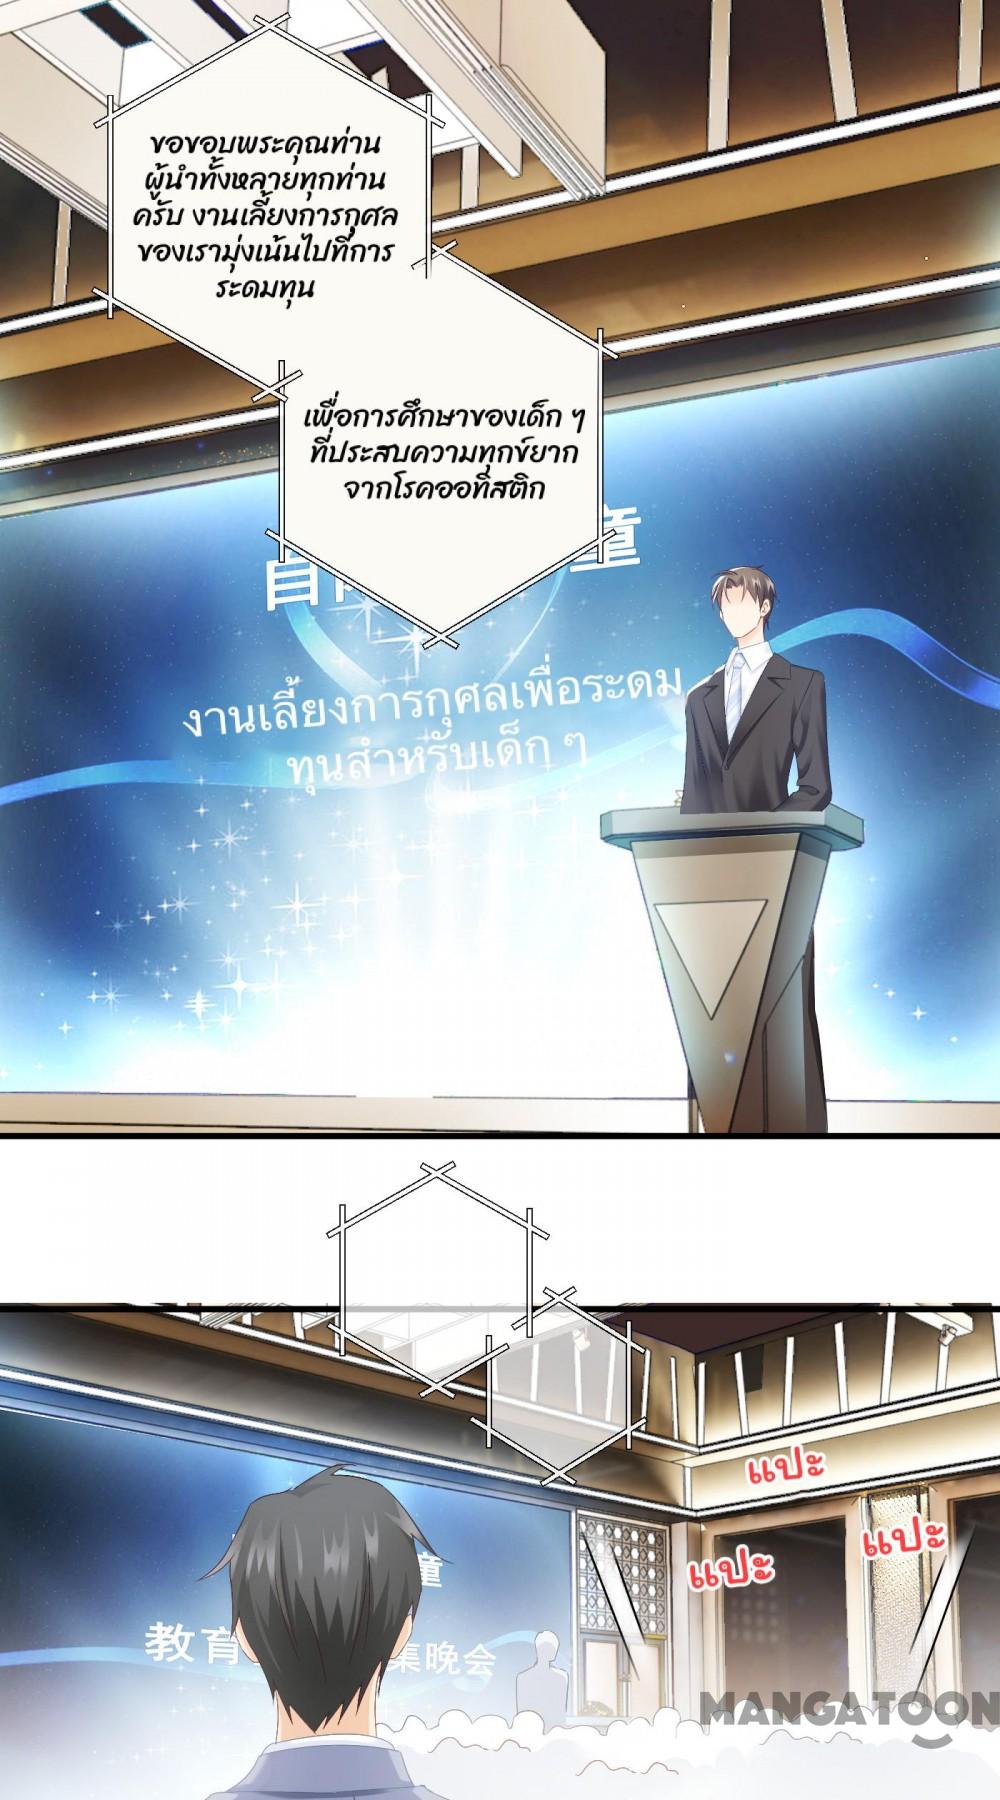 ขอขอบพระคุณท่าน
ผู้นำทั้งหลายทุกท่าน
ครับ งานเลี้ยงการกุศล
ของเรามุ่งเน้นไปที่การ
ระดมทุน
เพื่อการศึกษาของเด็ก ๆ
ที่ประสบความทุกข์ยาก
จากโรคออทิสติก
自 童
งานเลี้ยงการกุศลเพื่อระดม
ทุนสำหรับเด็ก ๆ
แปะ
แปะ
แปะ
童
教育 集晚会
MANGATOON